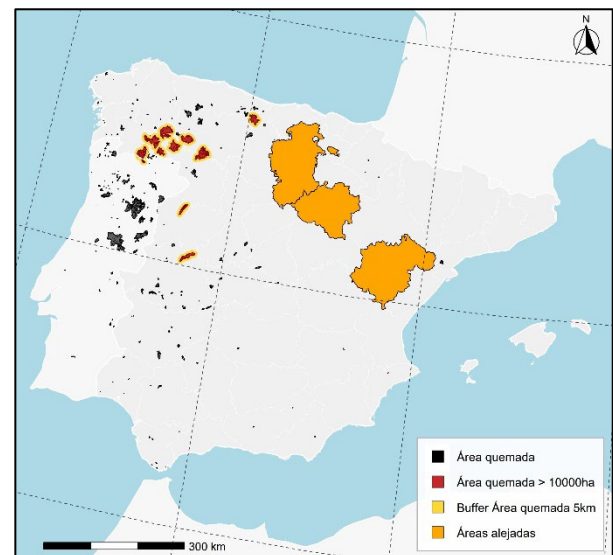 N
Área quemada
Área quemada > 10000ha
Buffer Área quemada 5km
Áreas alejadas
300 km